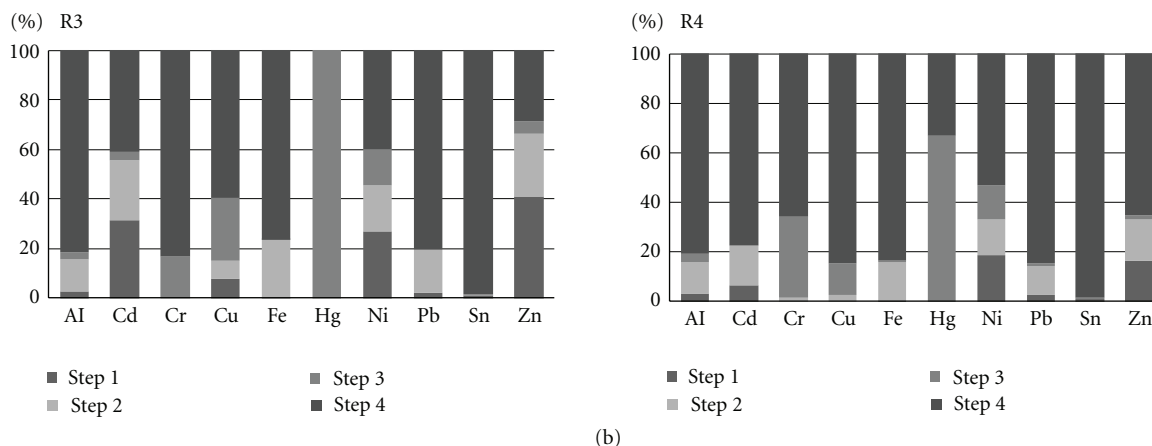 (%) R3
100
80
60
40
20
0
AI Cd Cr Cu Fe Hg Ni Pb Sn Zn
Step 1 Step 3
Step 2 Step 4
(%) R4
100
80
60
40
20
0
AI Cd Cr Cu Fe Hg Ni Pb Sn Zn
Step 1 Step 3
Step 2 Step 4
(b)